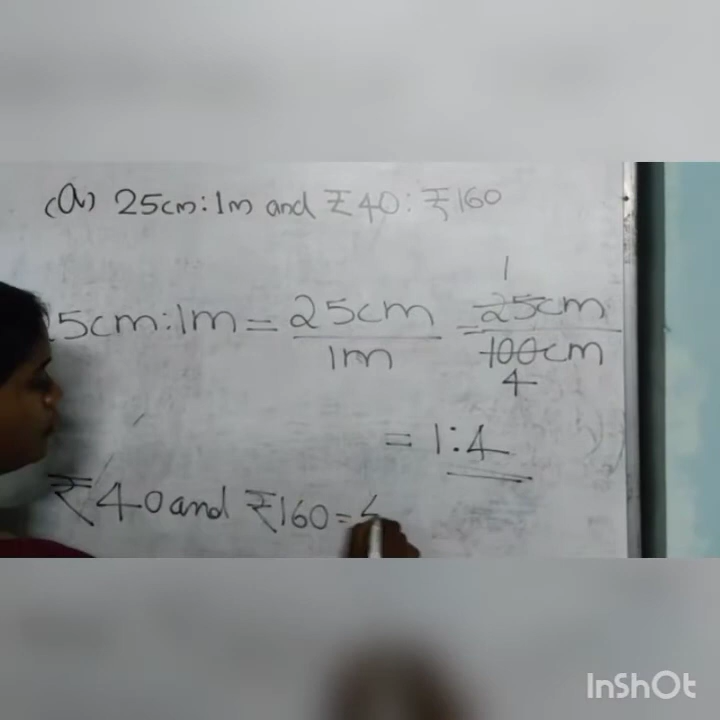 (a) 25cm:1m and ₹40:₹160
5cm:1m = 25cm/1m = 25cm/100cm
1
4
= 1:4
₹40 and ₹160 =
InShOt